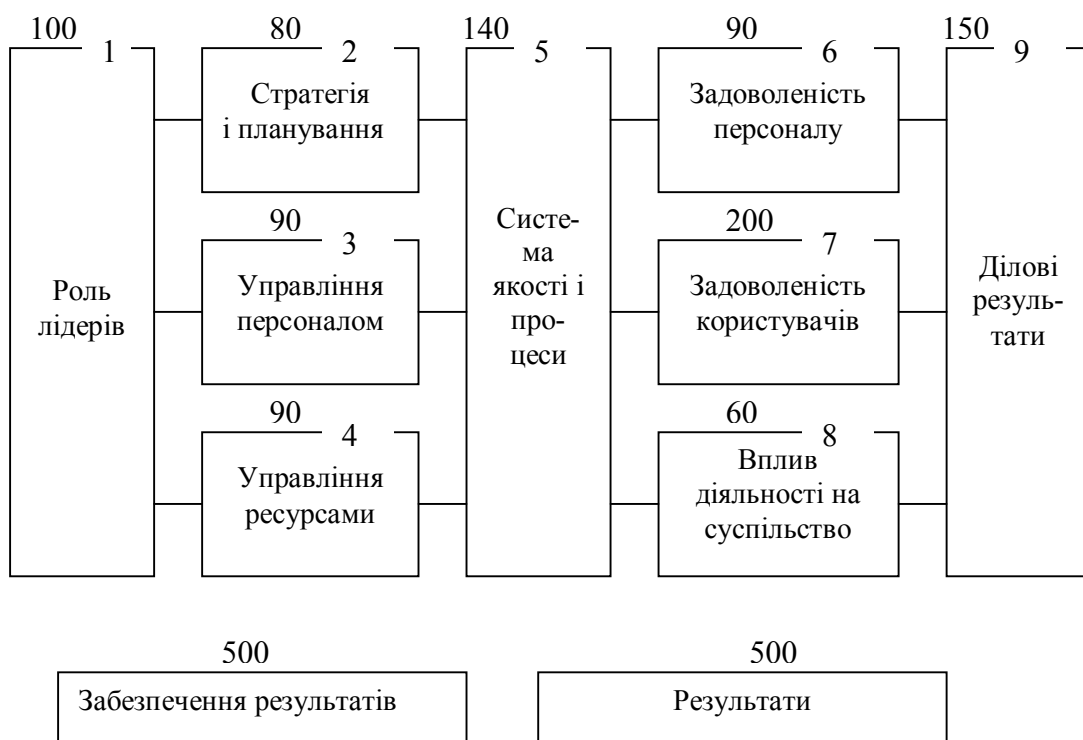 100
1
Роль
лідерів
80
2
Стратегія
і планування
90
3
Управління
персоналом
90
4
Управління
ресурсами
140
5
Систе-
ма
якості і
про-
цеси
90
6
Задоволеність
персоналу
200
7
Задоволеність
користувачів
60
8
Вплив
діяльності на
суспільство
150
9
Ділові
резуль-
тати
500
Забезпечення результатів
500
Результати